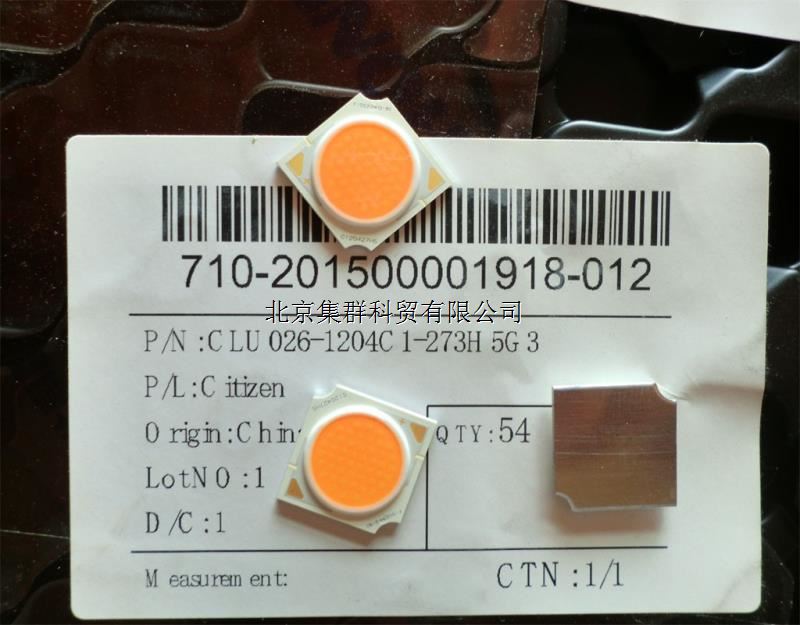 710-201500001918-012
北京集群科贸有限公司
P/N:CLU026-1204C1-273H5G3
P/L:Citizen
Origin:China
QTY:54
LotNO:1
D/C:1
Measurement:
CTN:1/1